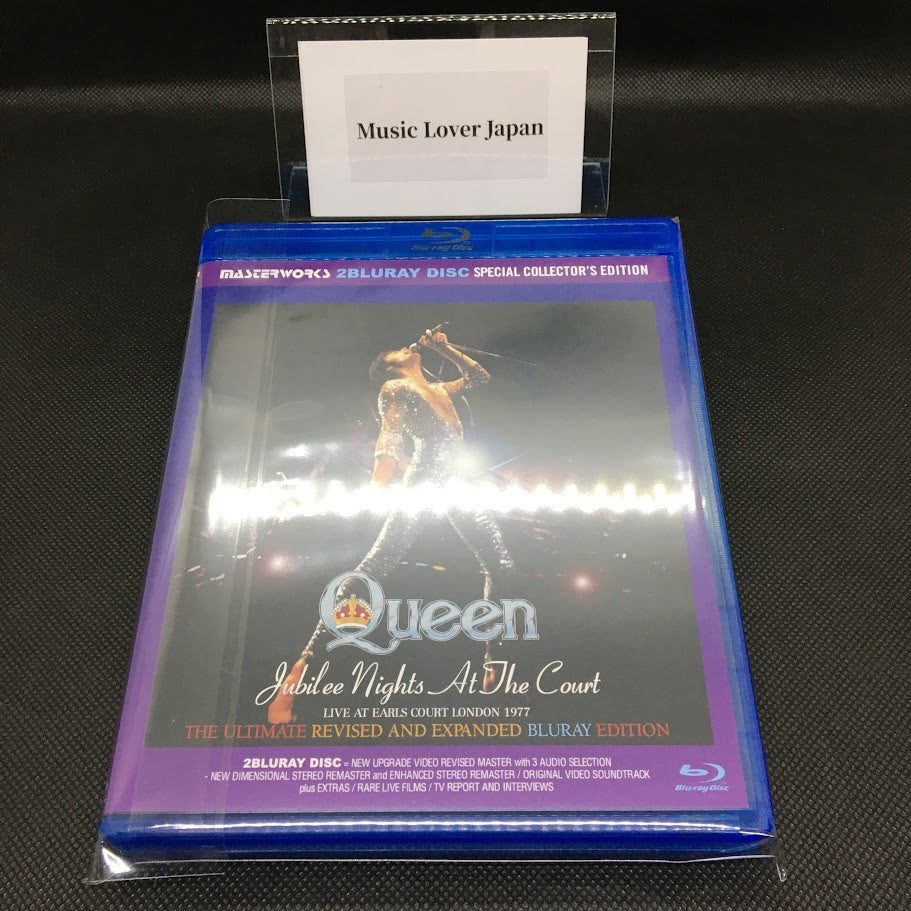 Music Lover Japan
Blu-ray Disc
MASTERWORKS 2BLURAY DISC SPECIAL COLLECTOR'S EDITION
Queen
Jubilee Nights At The Court
LIVE AT EARLS COURT LONDON 1977
THE ULTIMATE REVISED AND EXPANDED BLURAY EDITION
2BLURAY DISC = NEW UPGRADE VIDEO REVISED MASTER with 3 AUDIO SELECTION
- NEW DIMENSIONAL STEREO REMASTER and ENHANCED STEREO REMASTER / ORIGINAL VIDEO SOUNDTRACK
plus EXTRAS / RARE LIVE FILMS / TV REPORT AND INTERVIEWS
Blu-ray Disc